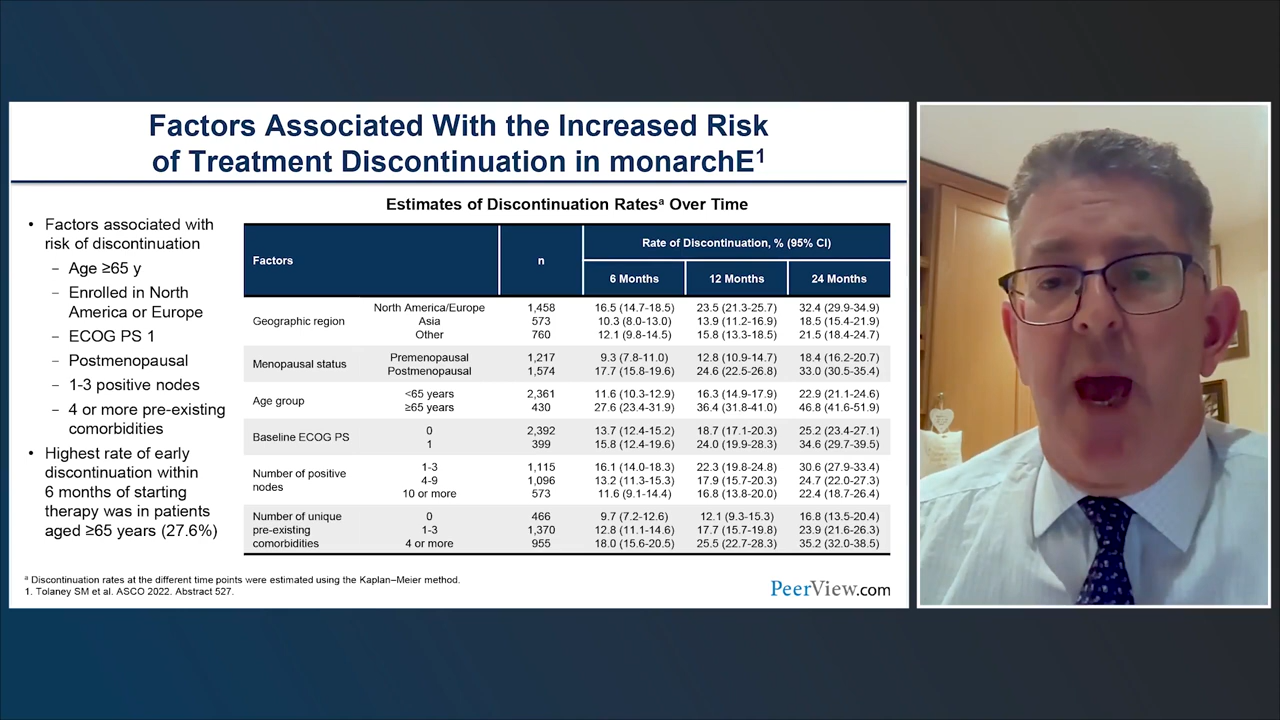 Factors Associated With the Increased Risk
of Treatment Discontinuation in monarchE1
• Factors associated with
risk of discontinuation
– Age ≥65 y
– Enrolled in North
America or Europe
– ECOG PS 1
– Postmenopausal
– 1-3 positive nodes
– 4 or more pre-existing
comorbidities
• Highest rate of early
discontinuation within
6 months of starting
therapy was in patients
aged ≥65 years (27.6%)
Estimates of Discontinuation Ratesa Over Time
Factors n Rate of Discontinuation, % (95% CI)
6 Months 12 Months 24 Months
Geographic region
North America/Europe 1,458 16.5 (14.7-18.5) 23.5 (21.3-25.7) 32.4 (29.9-34.9)
Asia 573 10.3 (8.0-13.0) 13.9 (11.2-16.9) 18.5 (15.4-21.9)
Other 760 12.1 (9.8-14.5) 15.8 (13.3-18.5) 21.5 (18.4-24.7)
Menopausal status
Premenopausal 1,217 9.3 (7.8-11.0) 12.8 (10.9-14.7) 18.4 (16.2-20.7)
Postmenopausal 1,574 17.7 (15.8-19.6) 24.6 (22.5-26.8) 33.0 (30.5-35.4)
Age group
<65 years 2,361 11.6 (10.3-12.9) 16.3 (14.9-17.9) 22.9 (21.1-24.6)
≥65 years 430 27.6 (23.4-31.9) 36.4 (31.8-41.0) 46.8 (41.6-51.9)
Baseline ECOG PS
0 2,392 13.7 (12.4-15.2) 18.7 (17.1-20.3) 25.2 (23.4-27.1)
1 399 15.8 (12.4-19.6) 24.0 (19.9-28.3) 34.6 (29.7-39.5)
Number of positive
nodes
1-3 1,115 16.1 (14.0-18.3) 22.3 (19.8-24.8) 30.6 (27.9-33.4)
4-9 1,096 13.2 (11.3-15.3) 17.9 (15.7-20.3) 24.7 (22.0-27.3)
10 or more 573 11.6 (9.1-14.4) 16.8 (13.8-20.0) 22.4 (18.7-26.4)
Number of unique
pre-existing
comorbidities
0 466 9.7 (7.2-12.6) 12.1 (9.3-15.3) 16.8 (13.5-20.4)
1-3 1,370 12.8 (11.1-14.6) 17.7 (15.7-19.8) 23.9 (21.6-26.3)
4 or more 955 18.0 (15.6-20.5) 25.5 (22.7-28.3) 35.2 (32.0-38.5)
a Discontinuation rates at the different time points were estimated using the Kaplan–Meier method.
1. Tolaney SM et al. ASCO 2022. Abstract 527.
PeerView.com